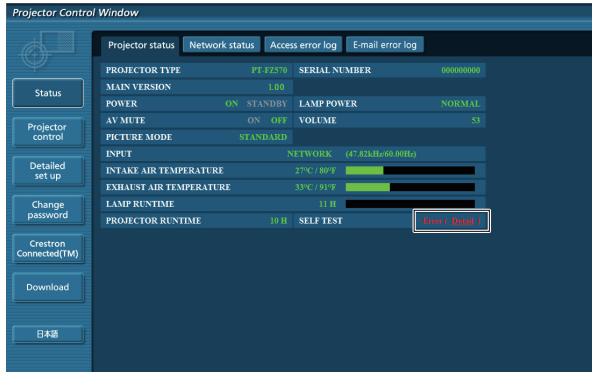 Projector Control Window
Projector status Network status Access error log E-mail error log
PROJECTOR TYPE PT-FZ570 SERIAL NUMBER 000000000
MAIN VERSION 1.00
POWER ON STANDBY LAMP POWER NORMAL
AV MUTE ON OFF VOLUME 53
PICTURE MODE STANDARD
INPUT NETWORK (47.82kHz/60.00Hz)
INTAKE AIR TEMPERATURE 27°C / 80°F
EXHAUST AIR TEMPERATURE 33°C / 91°F
LAMP RUNTIME 11 H
PROJECTOR RUNTIME 10 H SELF TEST Error ( Detail )
Status
Projector
control
Detailed
set up
Change
password
Crestron
Connected(TM)
Download
日本語